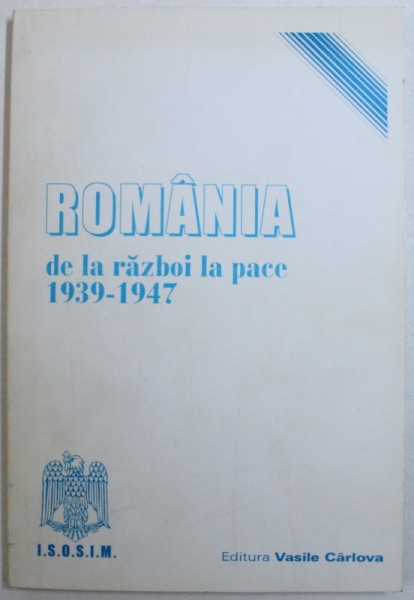 ROMÂNIA
de la război la pace
1939-1947
I.S.O.S.I.M.
Editura Vasile Cârlova